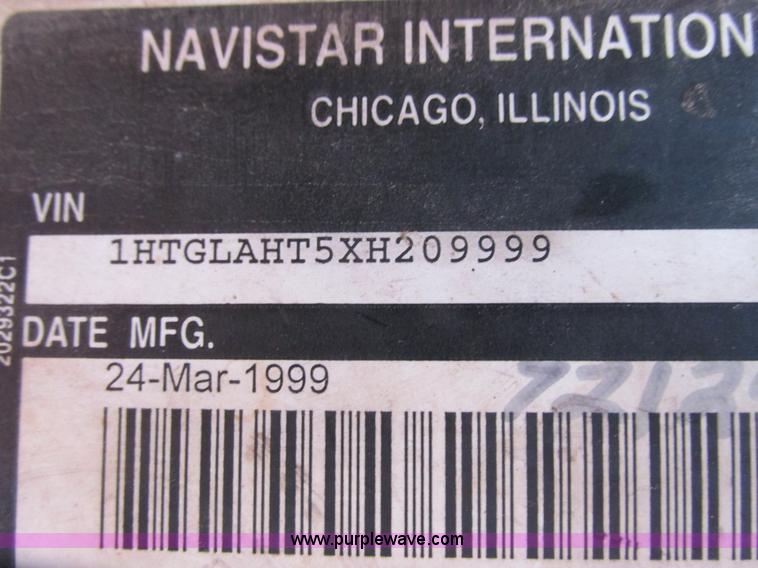 NAVISTAR INTERNATION
CHICAGO, ILLINOIS
VIN
1HTGLAHT5XH209999
2029322C1
DATE MFG.
24-Mar-1999
www.purplewave.com